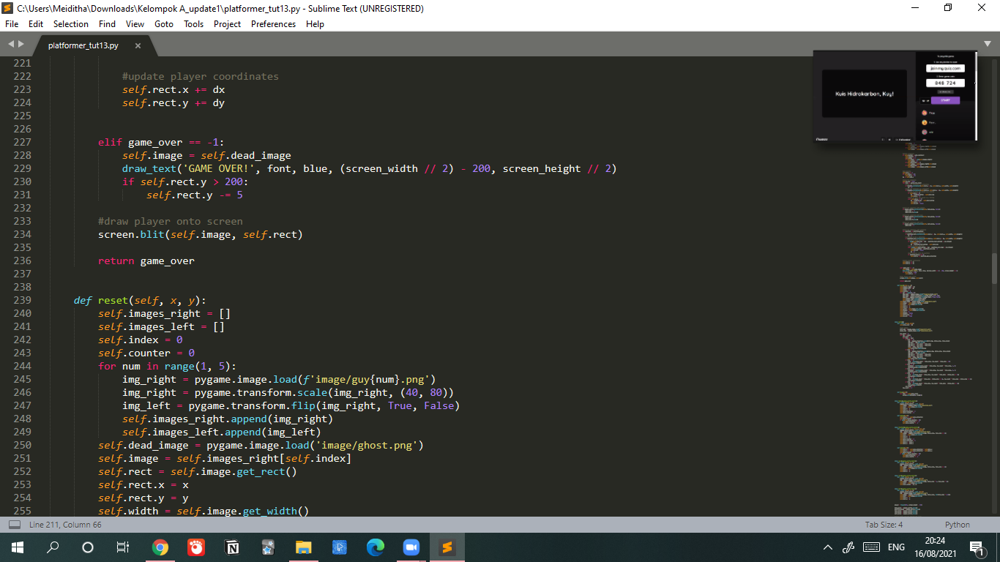 C:\Users\Meiditha\Downloads\Kelompok A_update1\platformer_tut13.py - Sublime Text (UNREGISTERED)
File Edit Selection Find View Goto Tools Project Preferences Help
platformer_tut13.py
221
222 #update player coordinates
223 self.rect.x += dx
224 self.rect.y += dy
225
226
227 elif game_over == -1:
228 self.image = self.dead_image
229 draw_text('GAME OVER!', font, blue, (screen_width // 2) - 200, screen_height // 2)
230 if self.rect.y > 200:
231 self.rect.y -= 5
232
233 #draw player onto screen
234 screen.blit(self.image, self.rect)
235
236 return game_over
237
238
239 def reset(self, x, y):
240 self.images_right = []
241 self.images_left = []
242 self.index = 0
243 self.counter = 0
244 for num in range(1, 5):
245 img_right = pygame.image.load(f'image/guy{num}.png')
246 img_right = pygame.transform.scale(img_right, (40, 80))
247 img_left = pygame.transform.flip(img_right, True, False)
248 self.images_right.append(img_right)
249 self.images_left.append(img_left)
250 self.dead_image = pygame.image.load('image/ghost.png')
251 self.image = self.images_right[self.index]
252 self.rect = self.image.get_rect()
253 self.rect.x = x
254 self.rect.y = y
255 self.width = self.image.get_width()
Kuis Hidrokarbon, Kuy!
joinmyquiz.com
848 724
START
Line 211, Column 66
Tab Size: 4
Python
ENG
20:24
16/08/2021
1